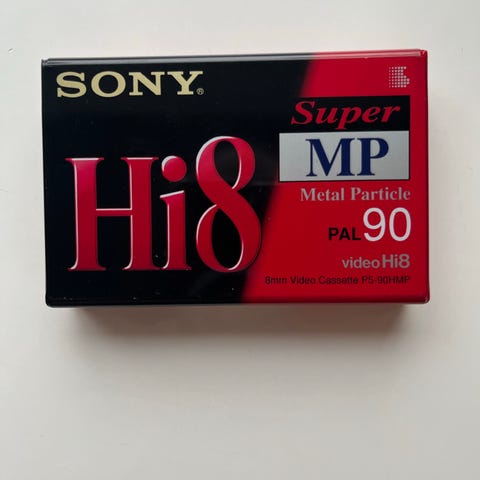 SONY®
Super
MP
Hi8
Metal Particle
PAL 90
video Hi8
8mm Video Cassette P5-90HMP